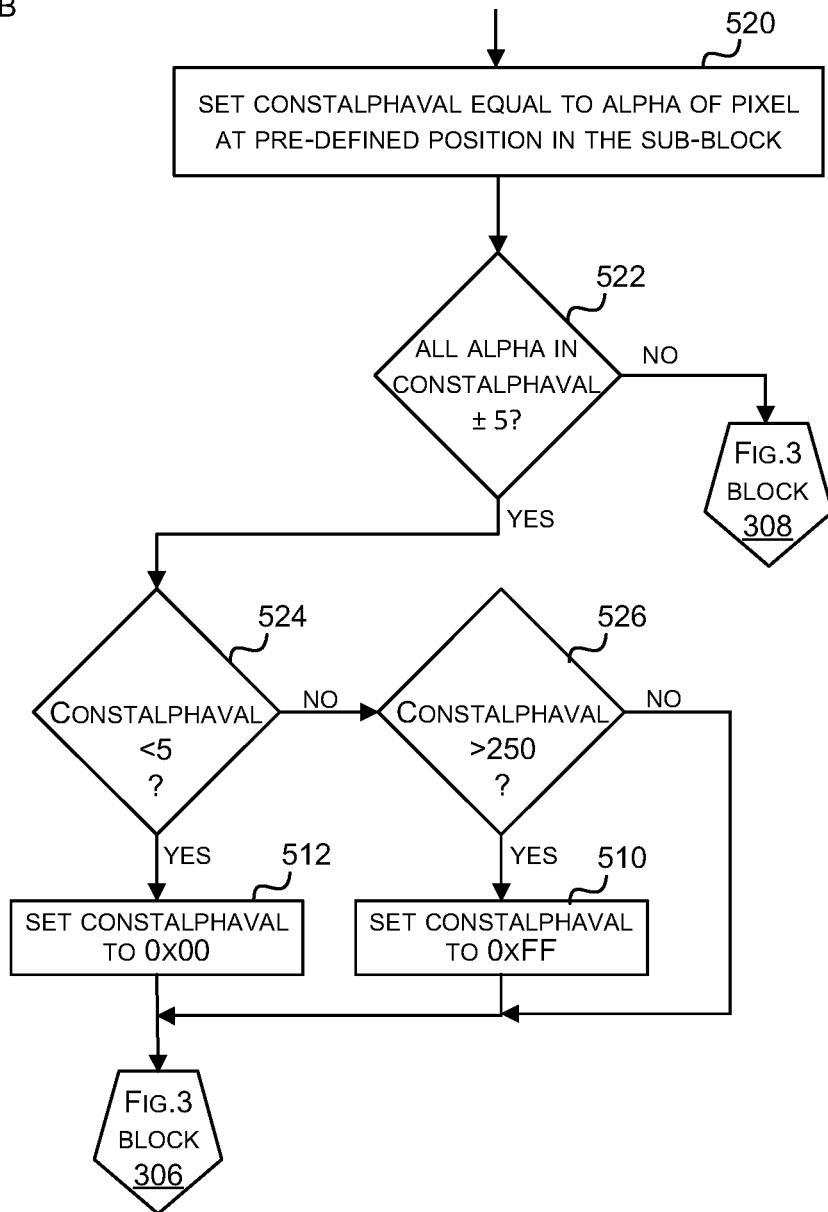 B
520
SET CONSTALPHAVAL EQUAL TO ALPHA OF PIXEL
AT PRE-DEFINED POSITION IN THE SUB-BLOCK
522
ALL ALPHA IN
CONSTALPHAVAL
± 5?
NO
FIG.3
BLOCK
308
YES
524
CONSTALPHAVAL
<5
?
NO
526
CONSTALPHAVAL
>250
?
NO
YES
512
SET CONSTALPHAVAL
TO 0X00
YES
510
SET CONSTALPHAVAL
TO 0XFF
FIG.3
BLOCK
306